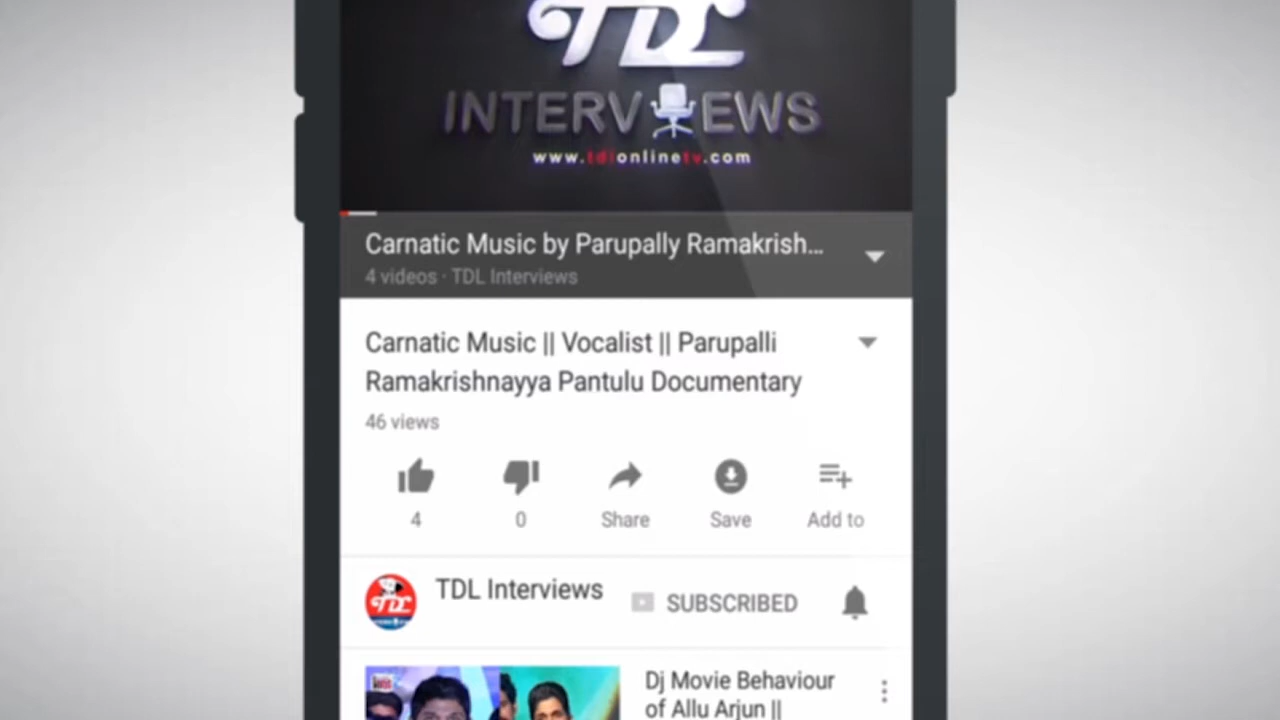 TDL
INTERVIEWS
www.tdlonlinetv.com
Carnatic Music by Parupally Ramakrish...
4 videos · TDL Interviews
Carnatic Music || Vocalist || Parupalli
Ramakrishnayya Pantulu Documentary
46 views
4
0
Share
Save
Add to
TDL
TDL Interviews
SUBSCRIBED
Dj Movie Behaviour
of Allu Arjun ||